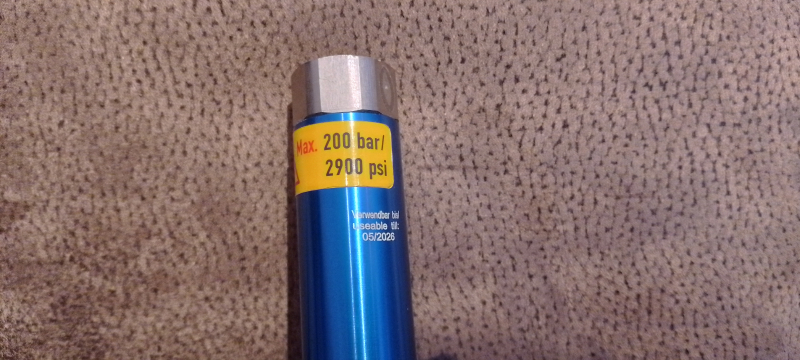 Max. 200 bar/
2900 psi
Verwendbar bis/
useable till:
05/2026